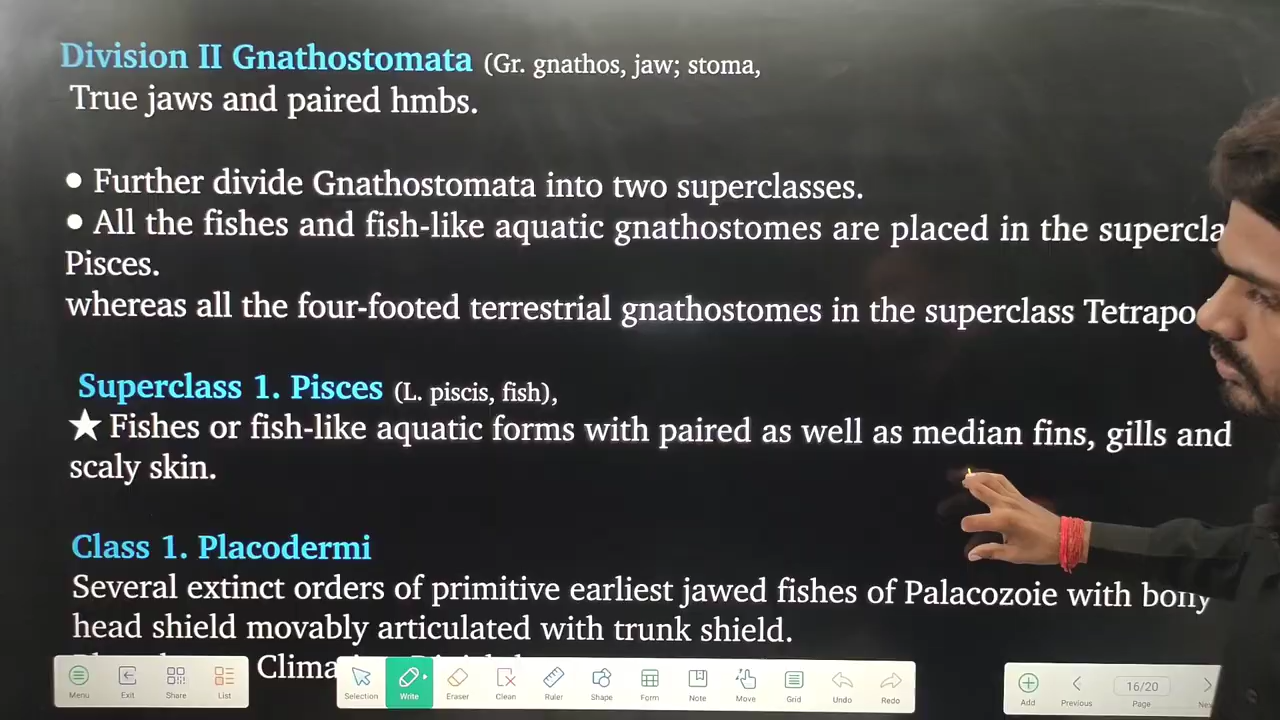 Division II Gnathostomata (Gr. gnathos, jaw; stoma,
True jaws and paired hmbs.
• Further divide Gnathostomata into two superclasses.
• All the fishes and fish-like aquatic gnathostomes are placed in the supercla
Pisces.
whereas all the four-footed terrestrial gnathostomes in the superclass Tetrapo
Superclass 1. Pisces (L. piscis, fish),
★ Fishes or fish-like aquatic forms with paired as well as median fins, gills and
scaly skin.
Class 1. Placodermi
Several extinct orders of primitive earliest jawed fishes of Palacozoie with bony
head shield movably articulated with trunk shield.
Menu Exit Share List Selection Write Eraser Clean Ruler Shape Form Note Move Grid Undo Redo Add Previous 16/20 Page